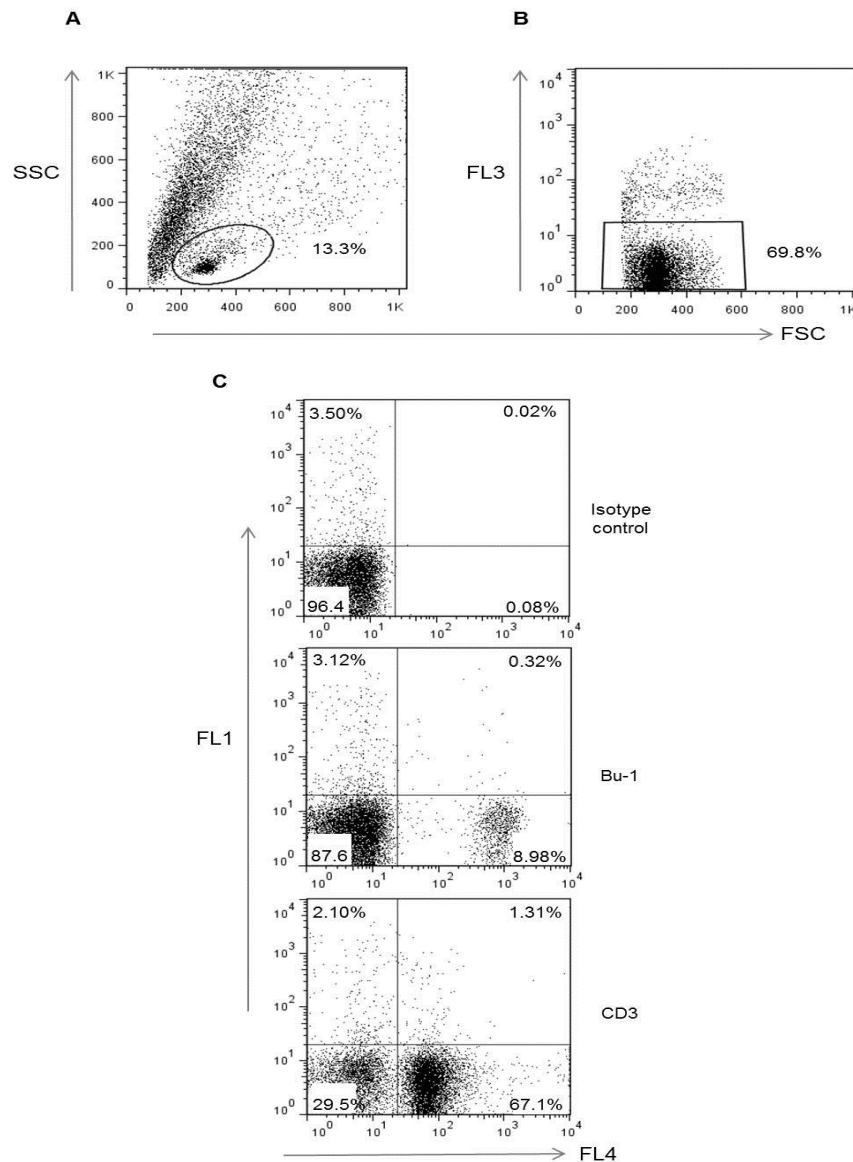 A
B
1K
800
600
400
200
0
SSC
13.3%
0 200 400 600 800 1K
10^4
10^3
10^2
10^1
10^0
FL3
69.8%
0 200 400 600 800 1K
FSC
C
10^4
10^3
10^2
10^1
10^0
3.50%
0.02%
96.4
0.08%
10^0 10^1 10^2 10^3 10^4
Isotype
control
10^4
10^3
10^2
10^1
10^0
3.12%
0.32%
87.6
8.98%
10^0 10^1 10^2 10^3 10^4
FL1
Bu-1
10^4
10^3
10^2
10^1
10^0
2.10%
1.31%
29.5%
67.1%
10^0 10^1 10^2 10^3 10^4
CD3
FL4